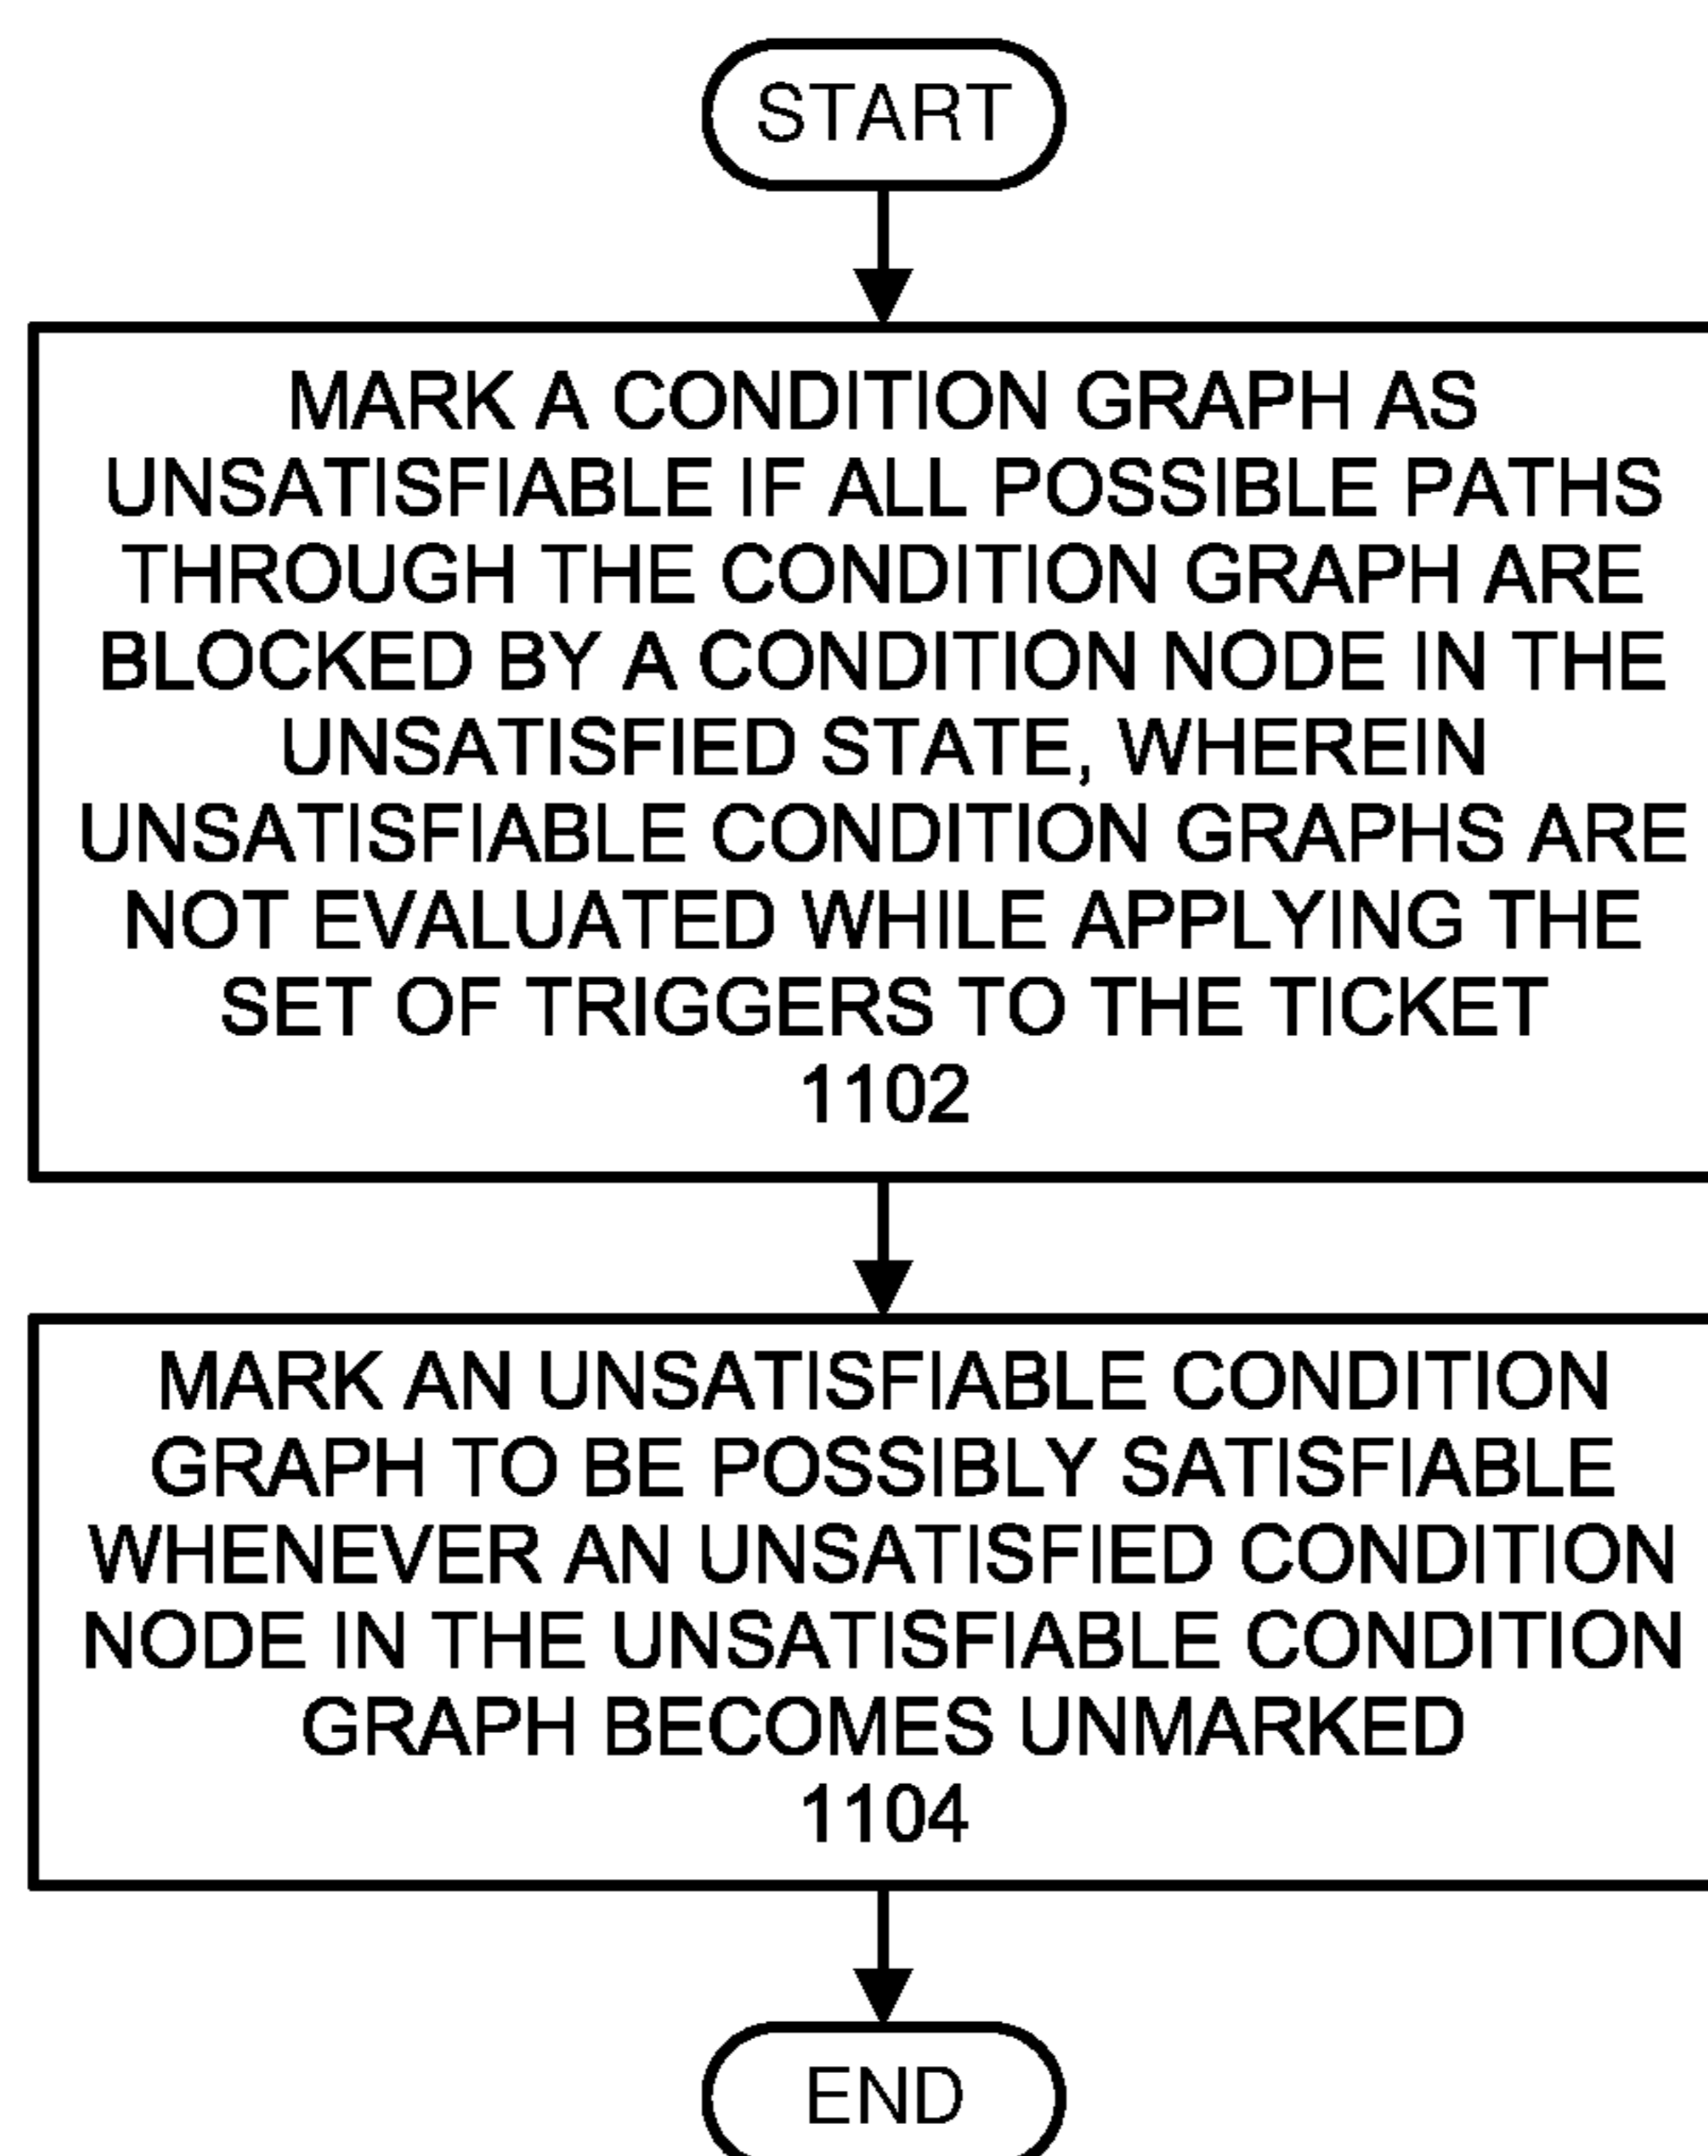 START
MARK A CONDITION GRAPH AS
UNSATISFIABLE IF ALL POSSIBLE PATHS
THROUGH THE CONDITION GRAPH ARE
BLOCKED BY A CONDITION NODE IN THE
UNSATISFIED STATE, WHEREIN
UNSATISFIABLE CONDITION GRAPHS ARE
NOT EVALUATED WHILE APPLYING THE
SET OF TRIGGERS TO THE TICKET
1102
MARK AN UNSATISFIABLE CONDITION
GRAPH TO BE POSSIBLY SATISFIABLE
WHENEVER AN UNSATISFIED CONDITION
NODE IN THE UNSATISFIABLE CONDITION
GRAPH BECOMES UNMARKED
1104
END